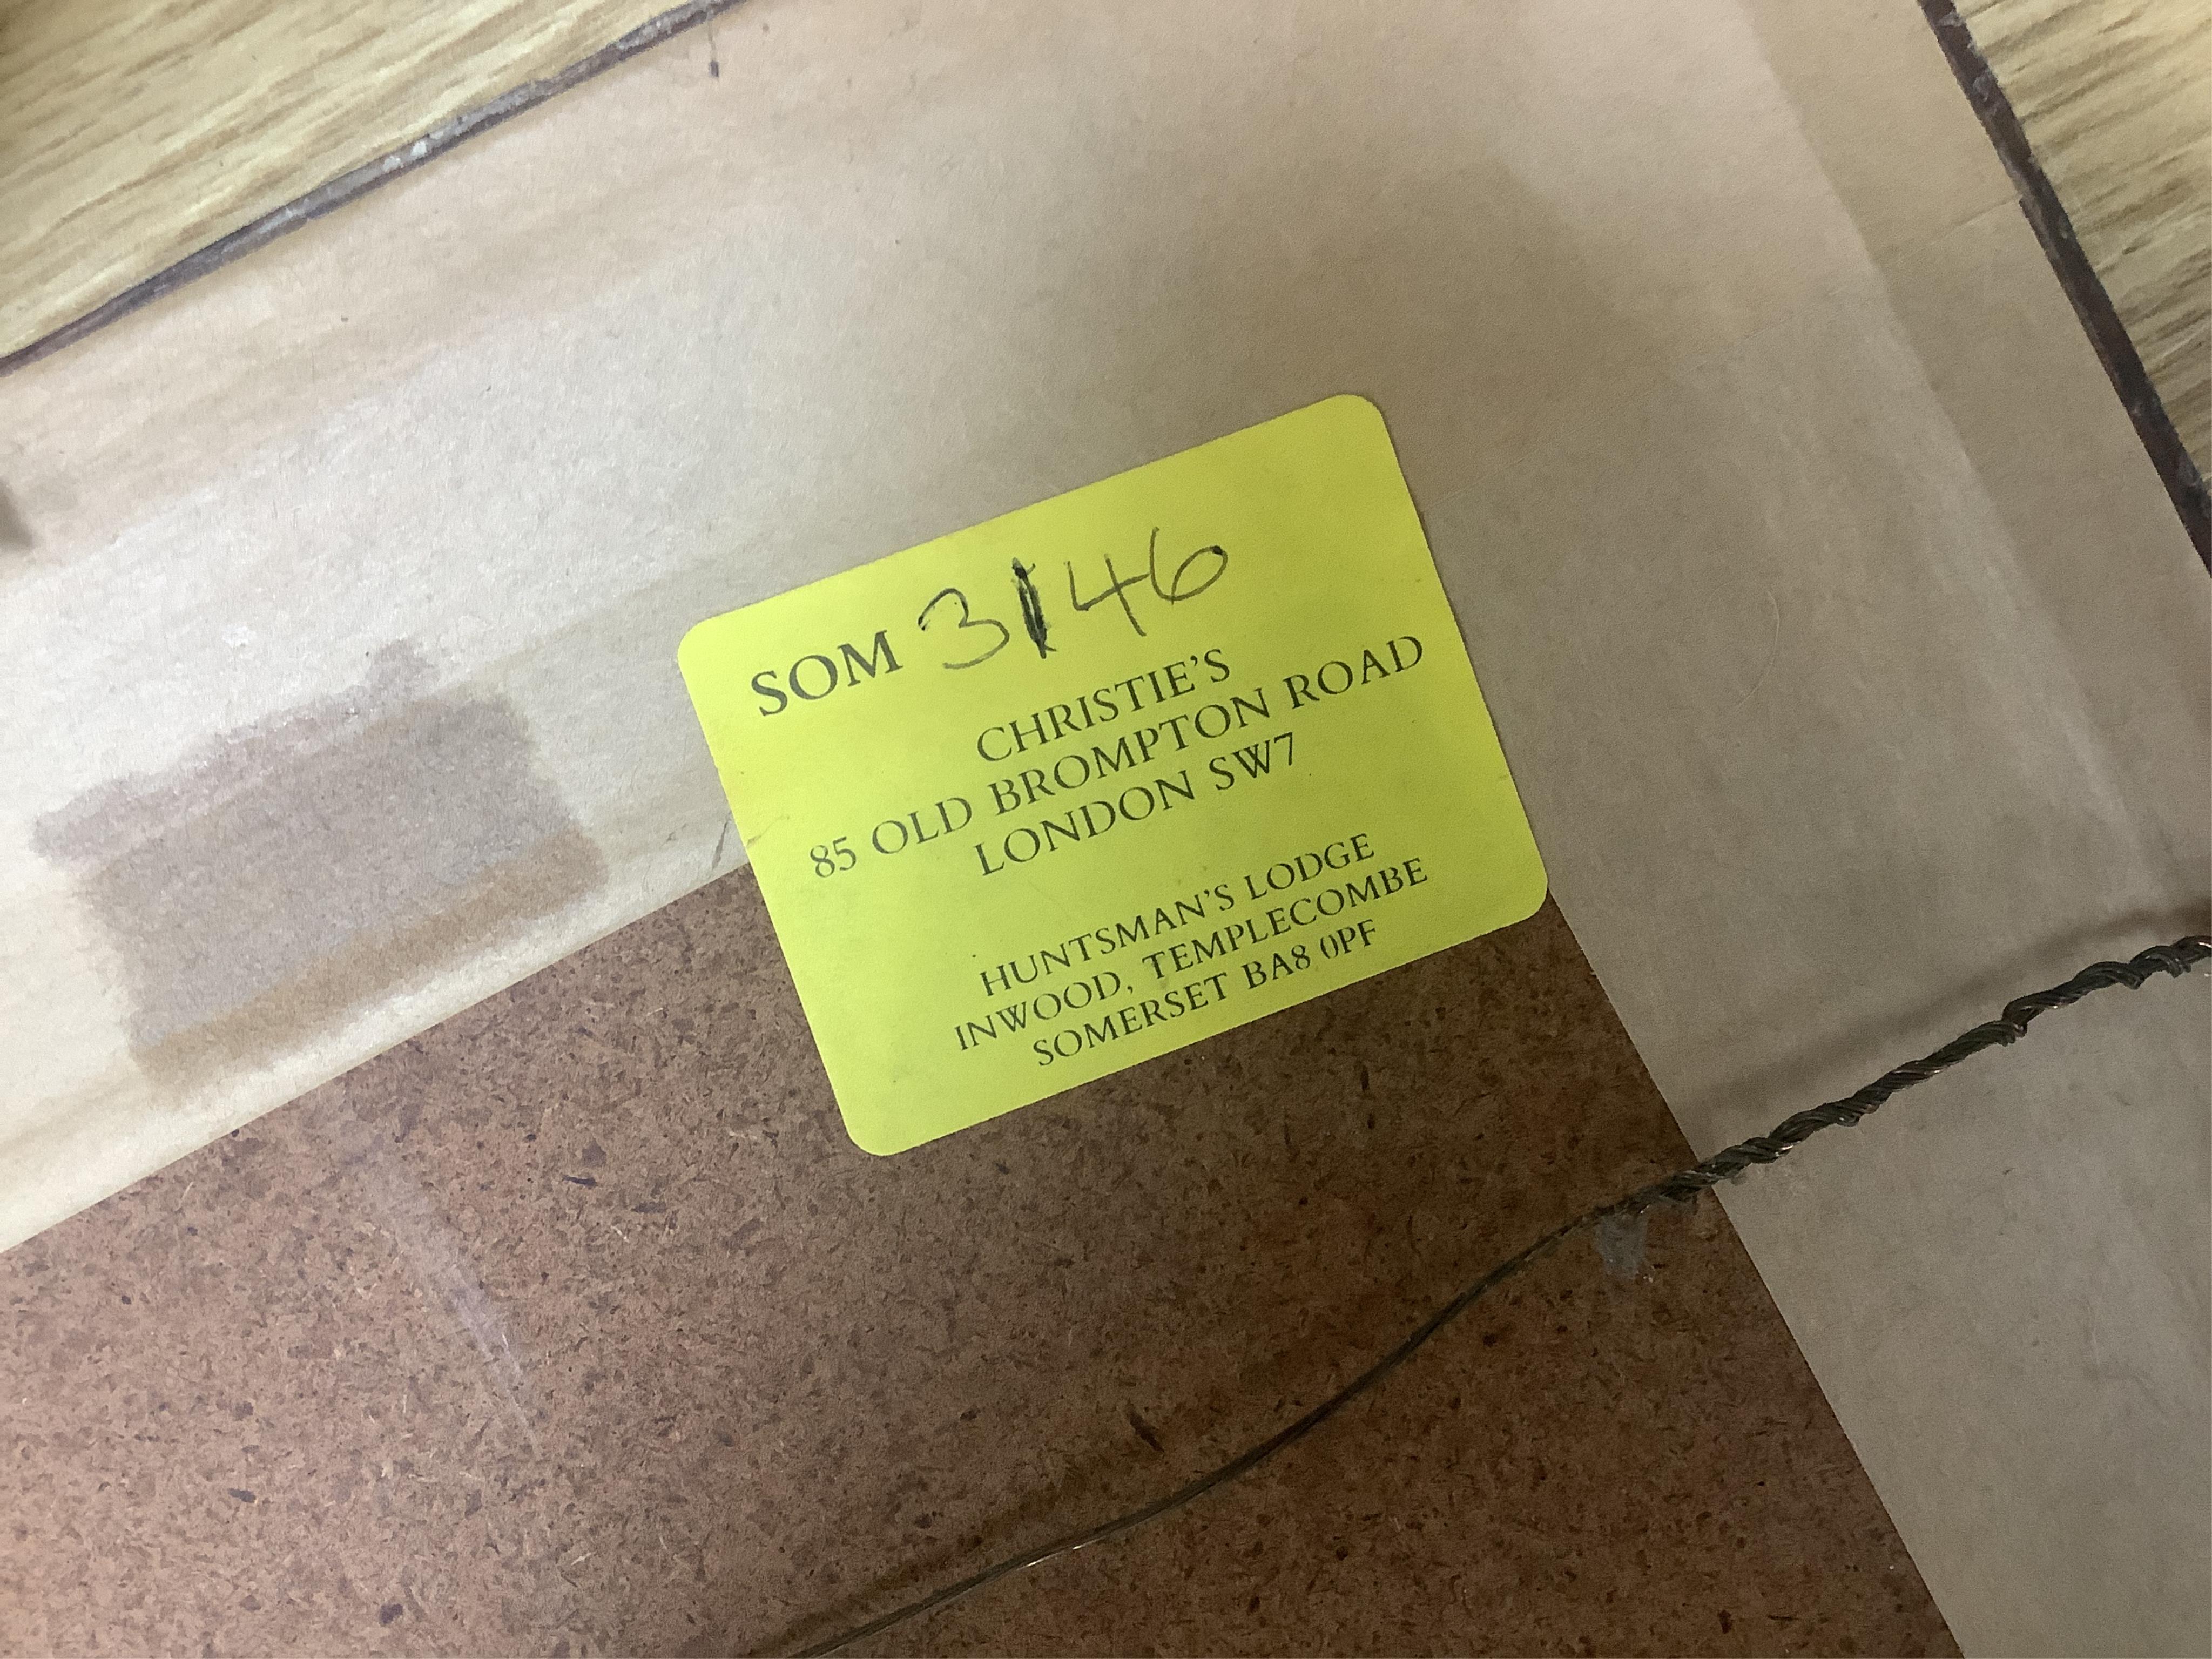 SOM 3146
CHRISTIE'S
85 OLD BROMPTON ROAD
LONDON SW7
HUNTSMAN'S LODGE
INWOOD, TEMPLECOMBE
SOMERSET BA8 0PF